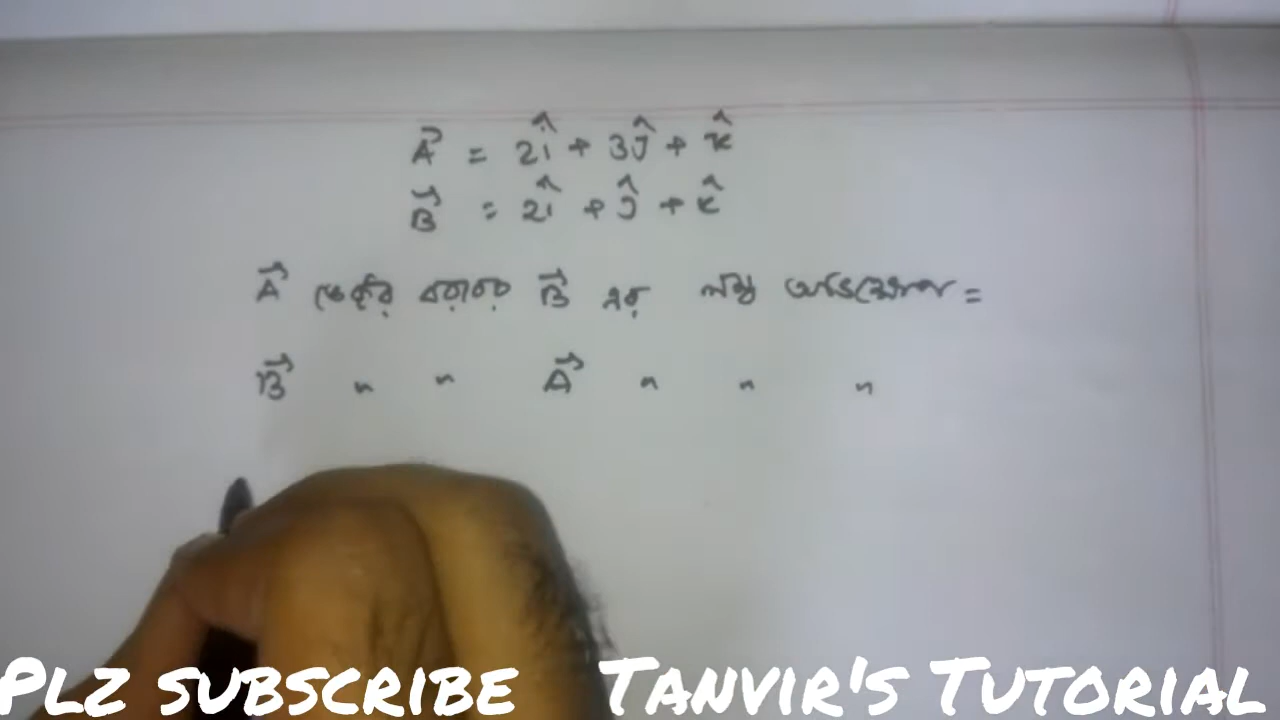 A⃗ = 2î + 3ĵ + k̂
B⃗ = 2î + ĵ + k̂
A⃗ ভেক্টর বরাবর B⃗ এর লম্ব অভিক্ষেপ =
B⃗ " " A⃗ " " "
PLZ SUBSCRIBE TANVIR'S TUTORIAL